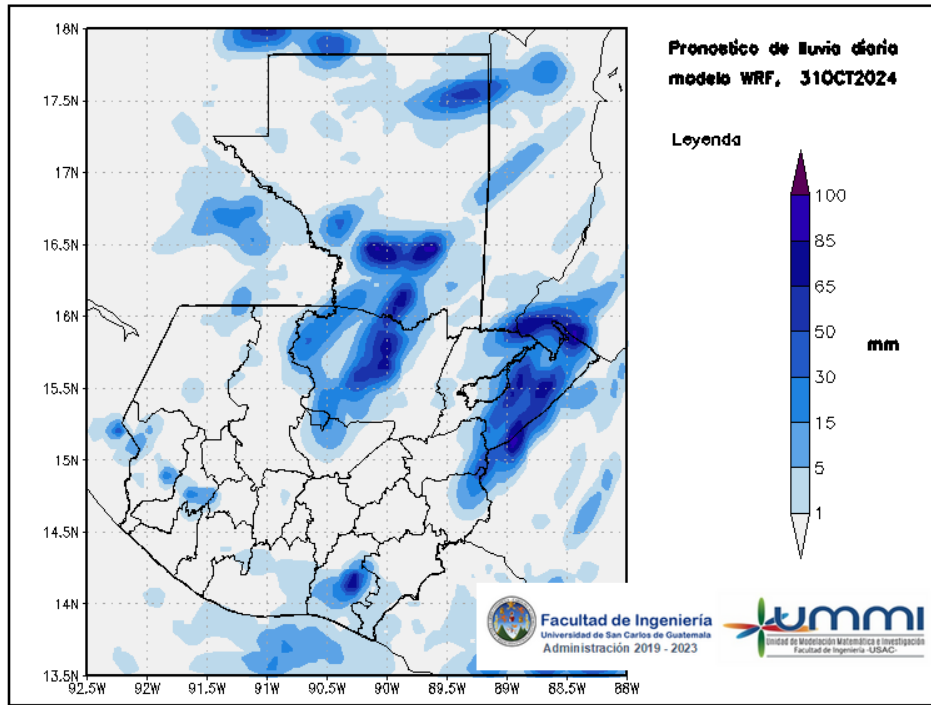 Pronostico de lluvia diaria
modelo WRF, 31OCT2024
Leyenda
100
85
65
50
30
15
5
1
mm
18N
17.5N
17N
16.5N
16N
15.5N
15N
14.5N
14N
13.5N
92.5W
92W
91.5W
91W
90.5W
90W
89.5W
89W
88.5W
88W
Facultad de Ingeniería
Universidad de San Carlos de Guatemala
Administración 2019 - 2023
UMMI
Unidad de Modelación Matemática e Investigación
Facultad de Ingeniería -USAC-